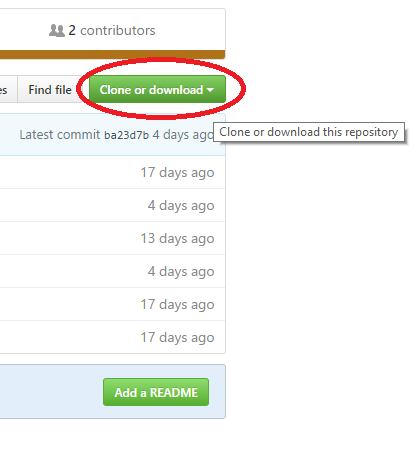 2 contributors
es
Find file
Clone or download
Latest commit ba23d7b 4 days ago
Clone or download this repository
17 days ago
4 days ago
13 days ago
4 days ago
17 days ago
17 days ago
Add a README